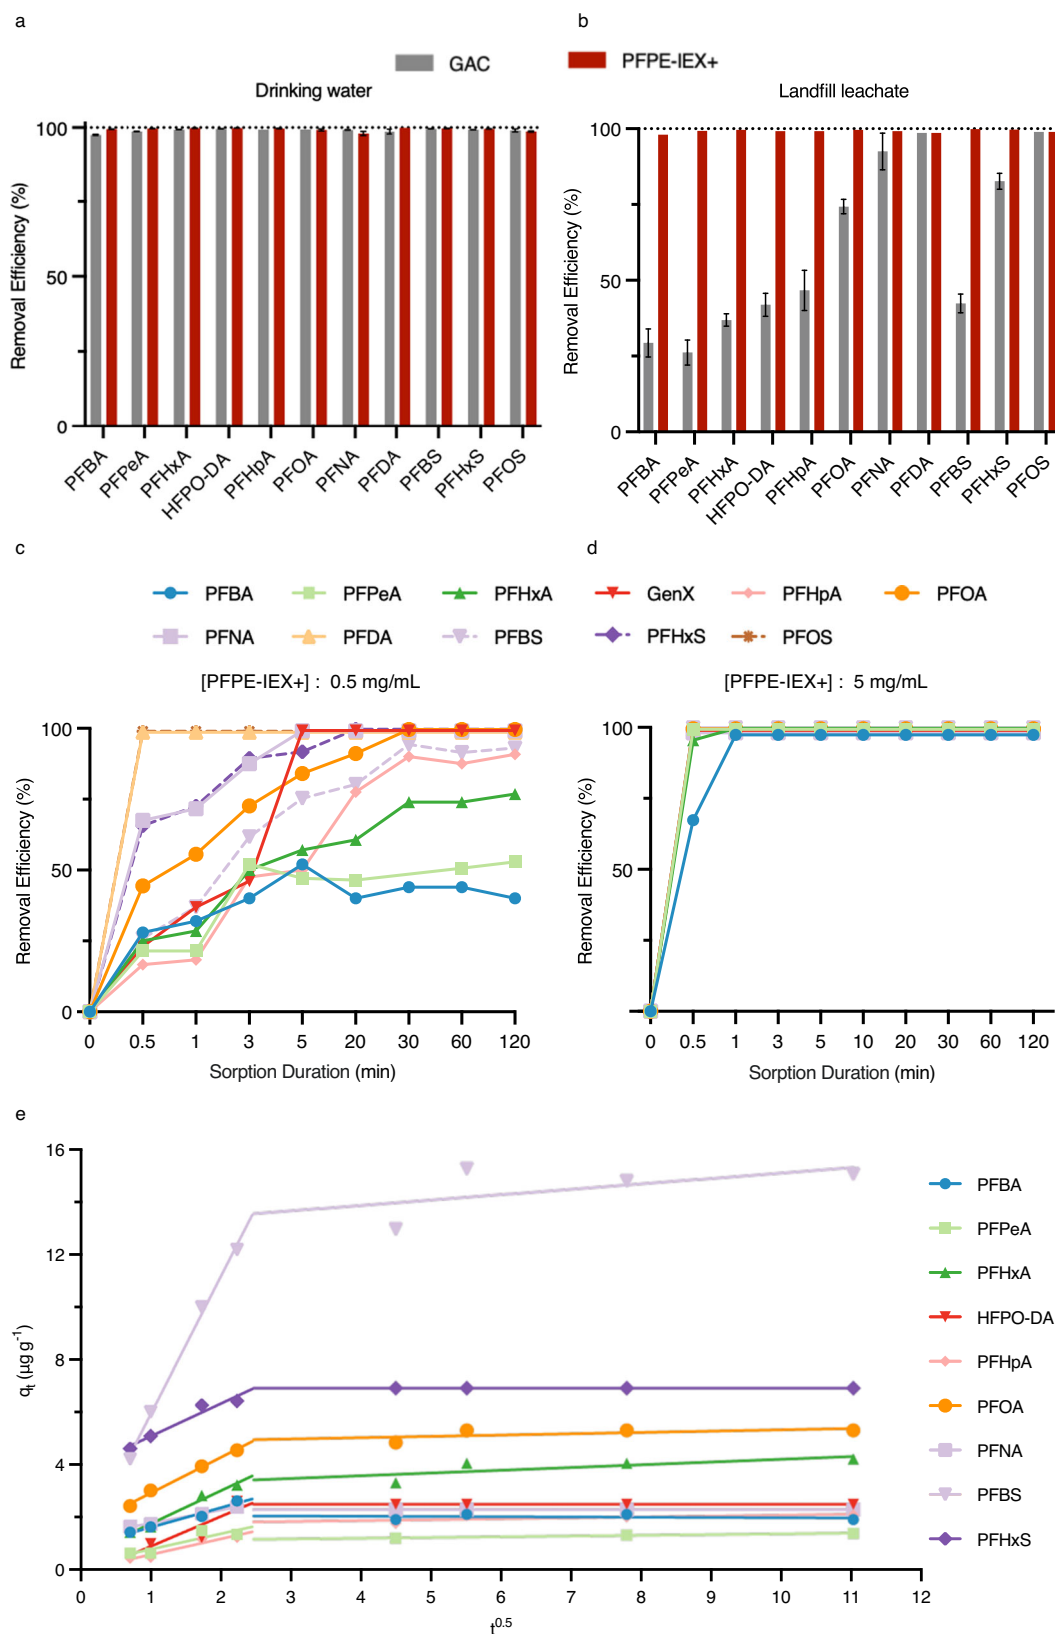 a
b
GAC
PFPE-IEX+
Drinking water
Landfill leachate
Removal Efficiency (%)
100
50
0
PFBA
PFPeA
PFHxA
HFPO-DA
PFHpA
PFOA
PFNA
PFDA
PFBS
PFHxS
PFOS
Removal Efficiency (%)
100
50
0
PFBA
PFPeA
PFHxA
HFPO-DA
PFHpA
PFOA
PFNA
PFDA
PFBS
PFHxS
PFOS
c
d
PFBA PFPeA PFHxA GenX PFHpA PFOA
PFNA PFDA PFBS PFHxS PFOS
[PFPE-IEX+] : 0.5 mg/mL
[PFPE-IEX+] : 5 mg/mL
Removal Efficiency (%)
100
50
0
0 0.5 1 3 5 20 30 60 120
Sorption Duration (min)
Removal Efficiency (%)
100
50
0 0.5 1 3 5 10 20 30 60 120
Sorption Duration (min)
e
qt (µg g-1)
16
12
8
4
0
0 1 2 3 4 5 6 7 8 9 10 11 12
t0.5
PFBA
PFPeA
PFHxA
HFPO-DA
PFHpA
PFOA
PFNA
PFBS
PFHxS